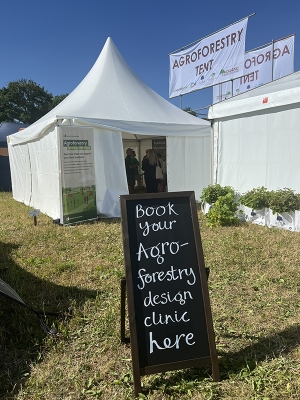 AGROFORESTRY
TENT
AGROFORESTRY
TENT
Agroforestry
Book
your
Agro-
forestry
design
clinic
here